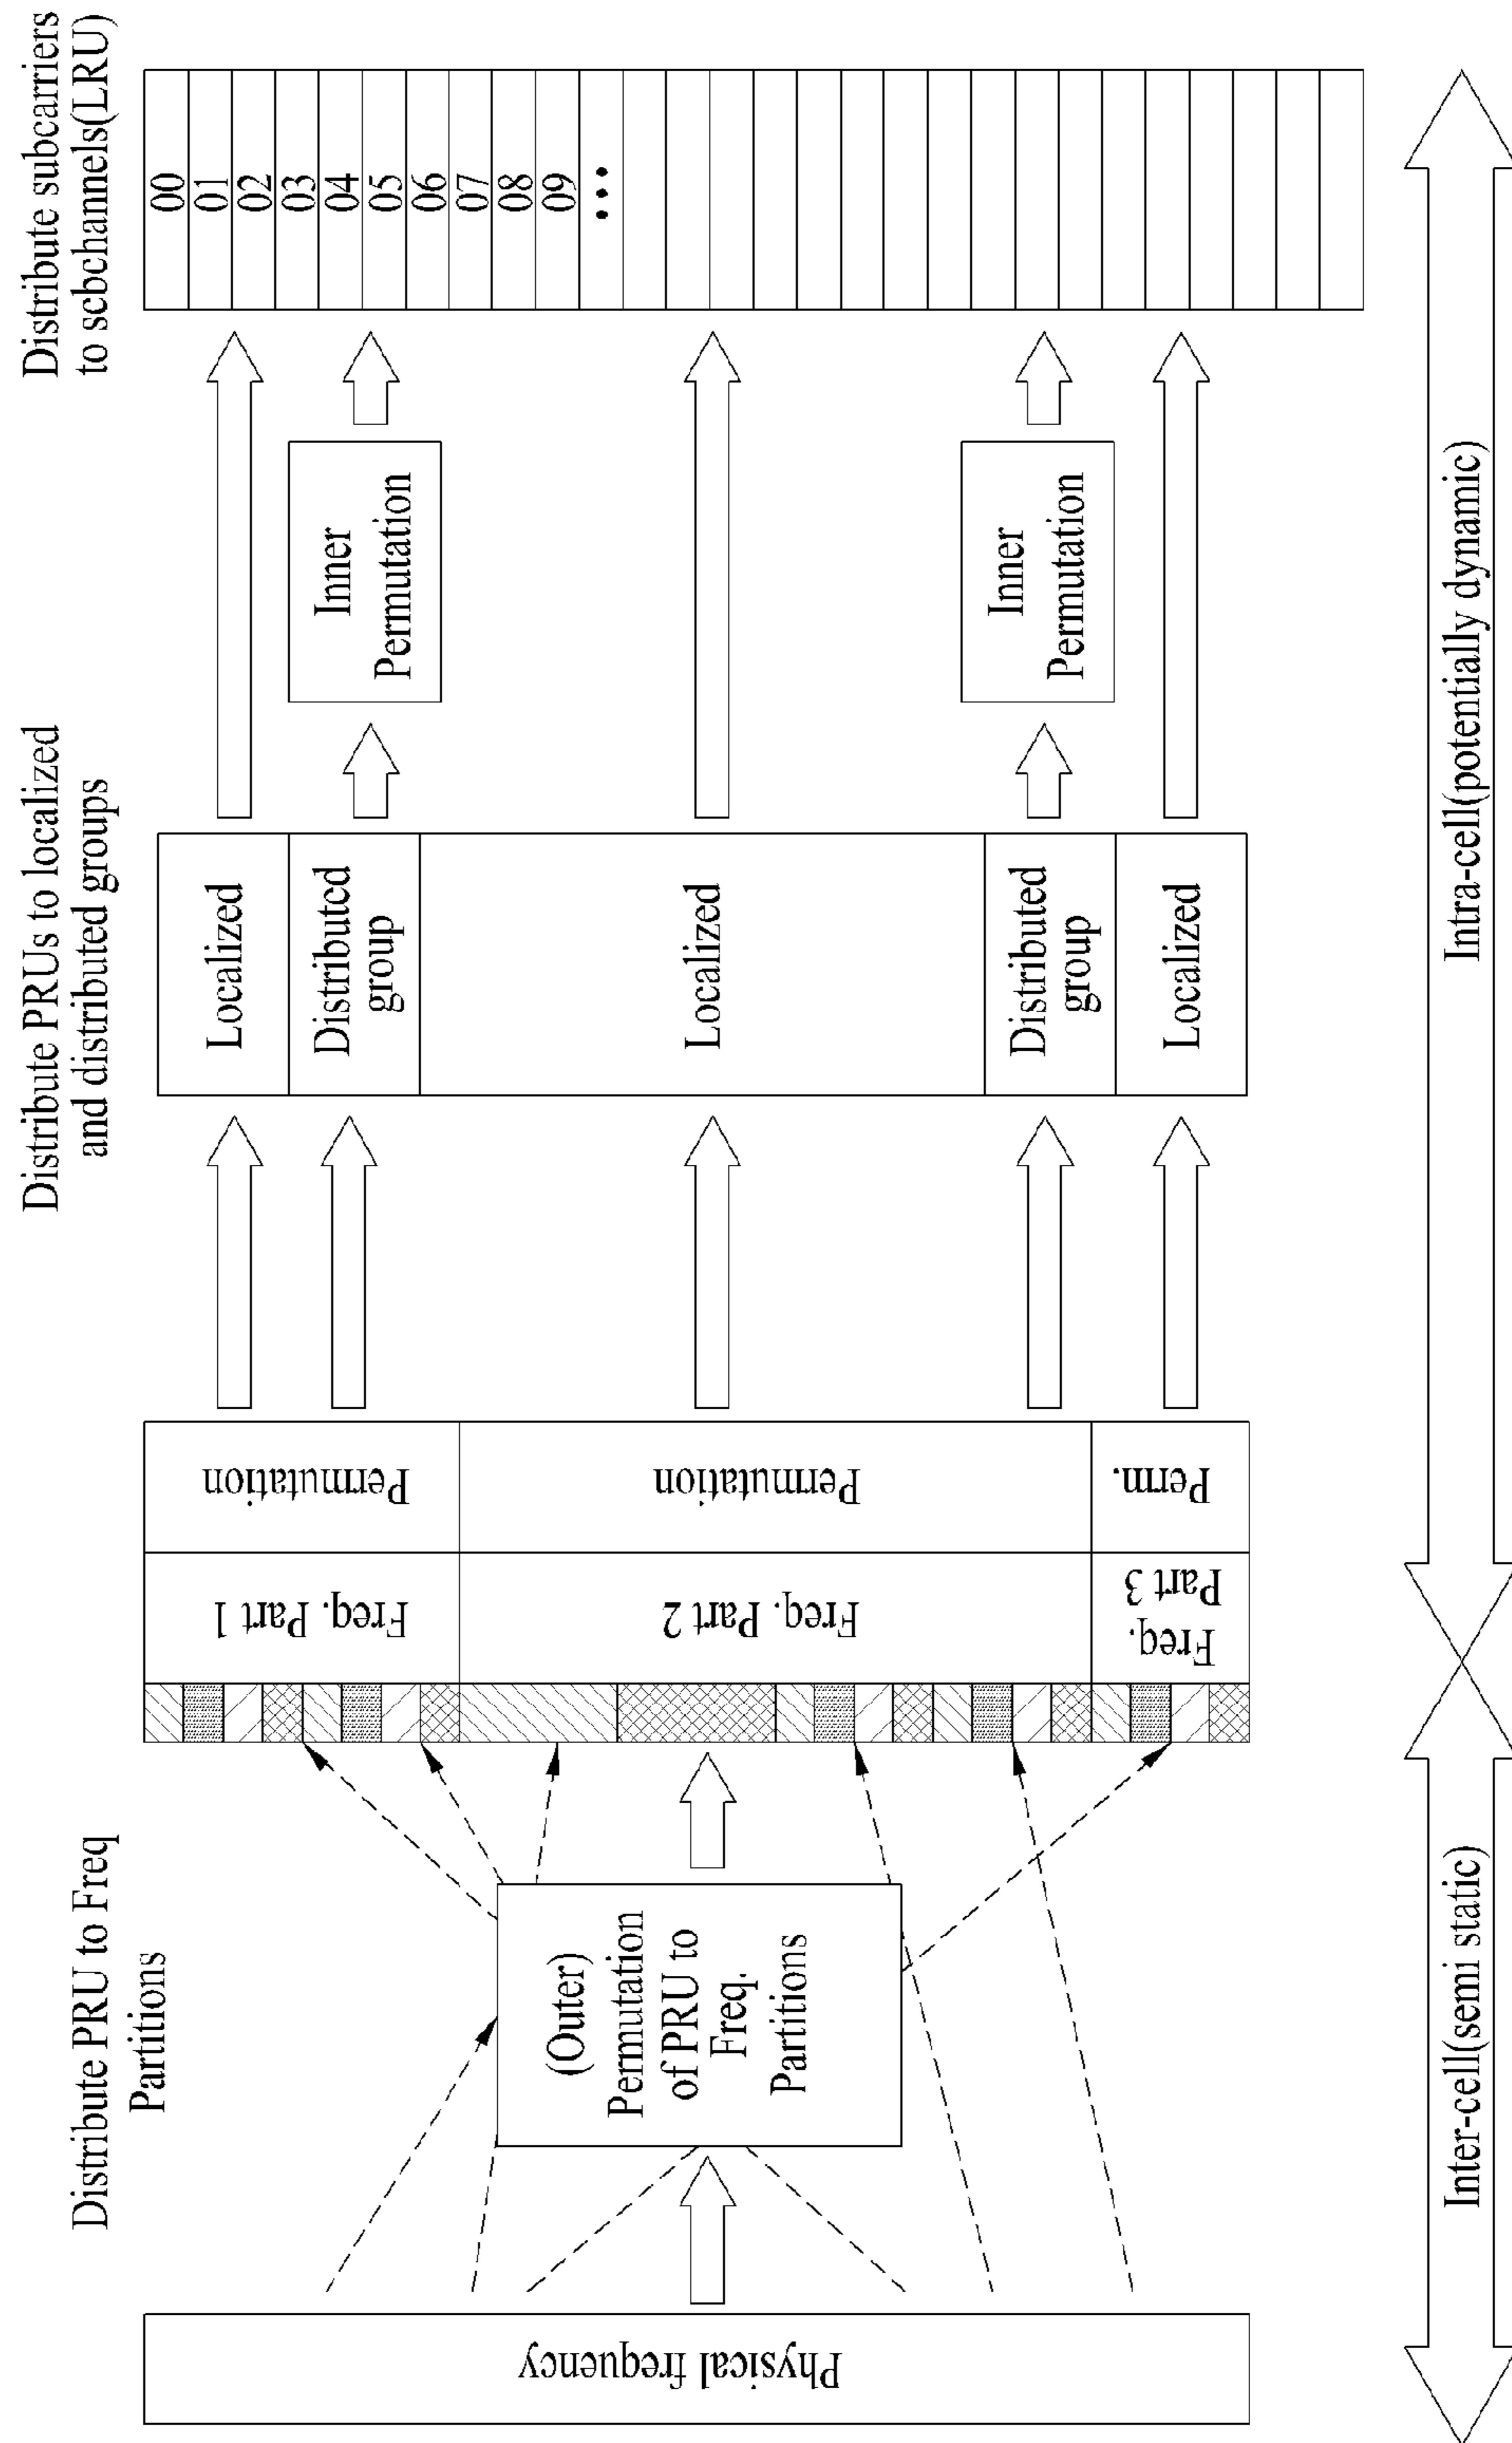 Distribute PRU to Freq
Partitions
Distribute PRUs to localized
and distributed groups
Distribute subcarriers
to scbchannels(LRU)
Physical frequency
(Outer)
Permutation
of PRU to
Freq.
Partitions
Freq. Part 1
Freq. Part 2
Freq.
Part 3
Permutation
Permutation
Perm.
Localized
Distributed
group
Localized
Distributed
group
Localized
Inner
Permutation
Inner
Permutation
00
01
02
03
04
05
06
07
08
09
•••
Inter-cell(semi static)
Intra-cell(potentially dynamic)